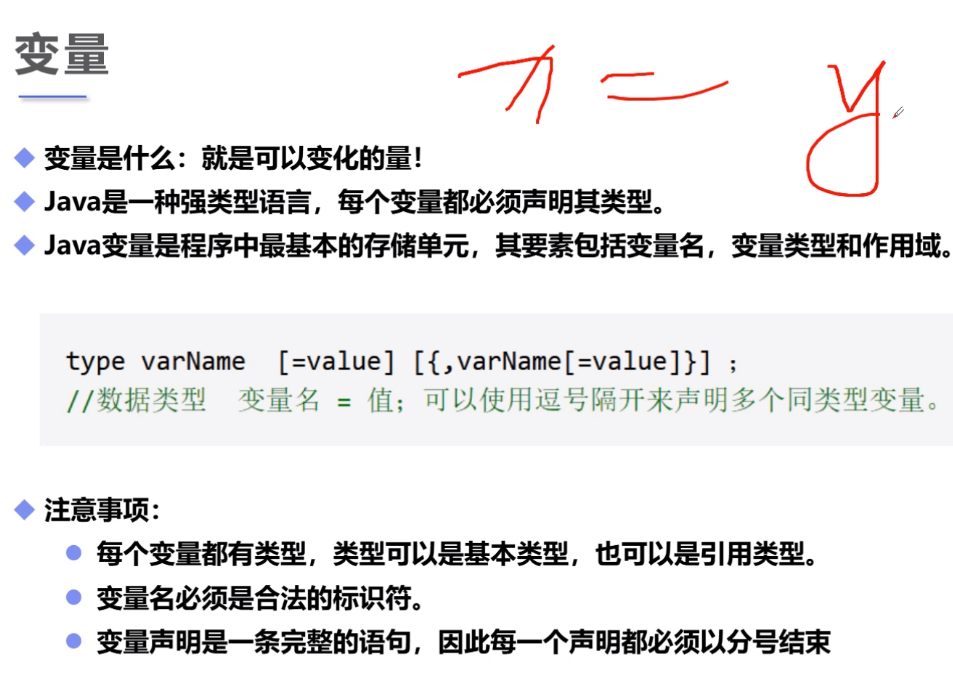 变量
x = y
变量是什么：就是可以变化的量！
Java是一种强类型语言，每个变量都必须声明其类型。
Java变量是程序中最基本的存储单元，其要素包括变量名，变量类型和作用域。
type varName  [=value] [{,varName[=value]}] ;
//数据类型  变量名 = 值；可以使用逗号隔开来声明多个同类型变量。
注意事项：
每个变量都有类型，类型可以是基本类型，也可以是引用类型。
变量名必须是合法的标识符。
变量声明是一条完整的语句，因此每一个声明都必须以分号结束